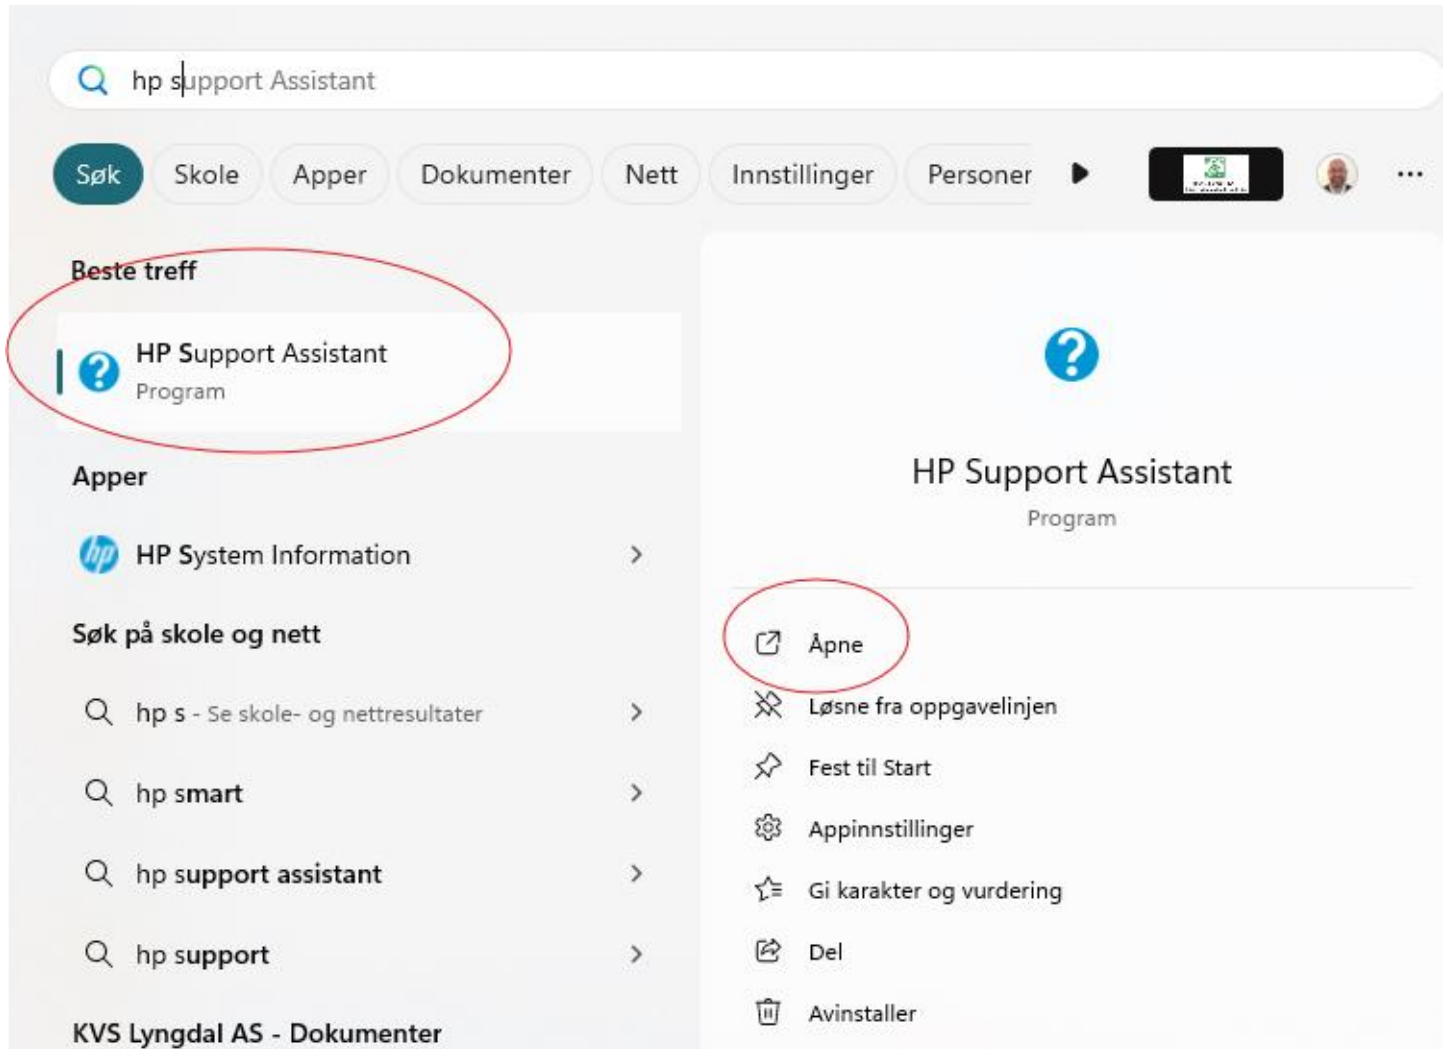 hp support Assistant
Søk Skole Apper Dokumenter Nett Innstillinger Personer
Beste treff
HP Support Assistant
Program
Apper
HP System Information
Søk på skole og nett
hp s - Se skole- og nettresultater
hp smart
hp support assistant
hp support
KVS Lyngdal AS - Dokumenter
HP Support Assistant
Program
Åpne
Løsne fra oppgavelinjen
Fest til Start
Appinnstillinger
Gi karakter og vurdering
Del
Avinstaller